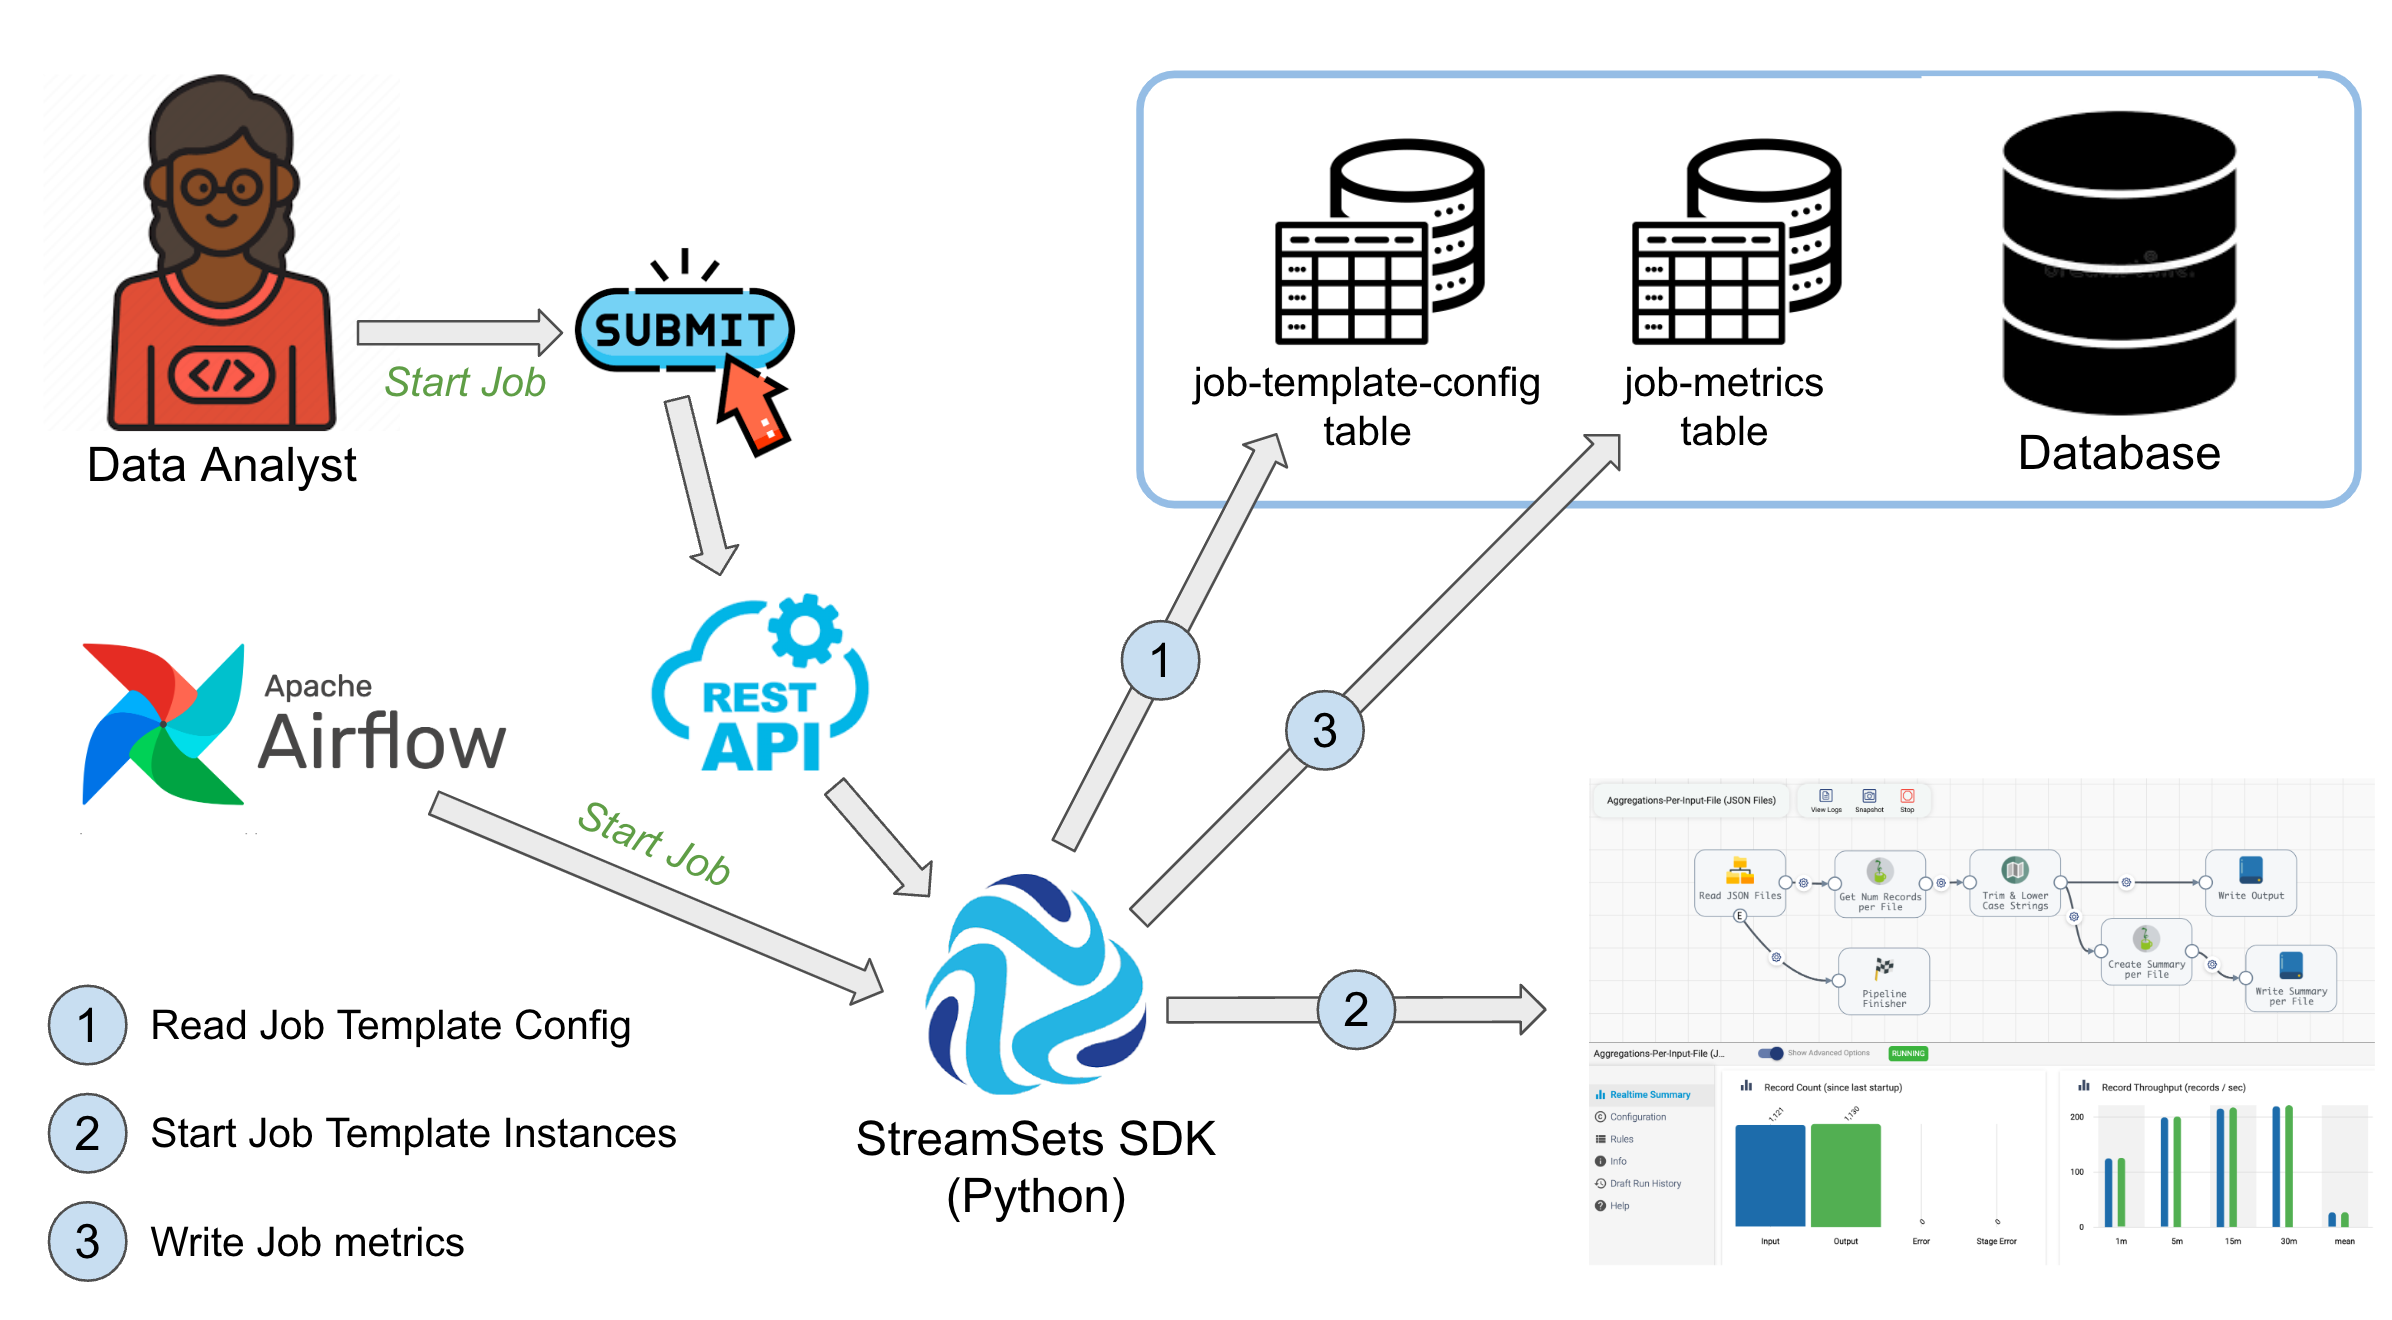 SUBMIT
Start Job
Data Analyst
job-template-config
table
job-metrics
table
Database
Apache
Airflow
REST
API
Start Job
1
3
2
StreamSets SDK
(Python)
1 Read Job Template Config
2 Start Job Template Instances
3 Write Job metrics
Aggregations-Per-Input-File (JSON Files)
View Logs Snapshot Stop
Read JSON Files
E
Get Num Records
per File
Trim & Lower
Case Strings
Write Output
Create Summary
per File
Write Summary
per File
Pipeline
Finisher
Aggregations-Per-Input-File (J... Show Advanced Options RUNNING
Realtime Summary
Configuration
Rules
Info
Draft Run History
Help
Record Count (since last startup)
1,121 1,130 0 0
Input Output Error Stage Error
Record Throughput (records / sec)
200
100
0
1m 5m 15m 30m mean